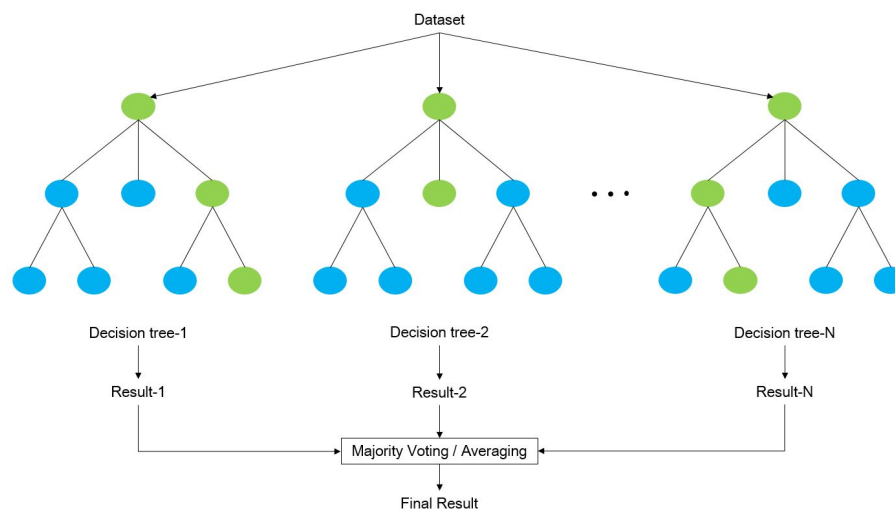 Dataset
...
Decision tree-1
Decision tree-2
Decision tree-N
Result-1
Result-2
Result-N
Majority Voting / Averaging
Final Result